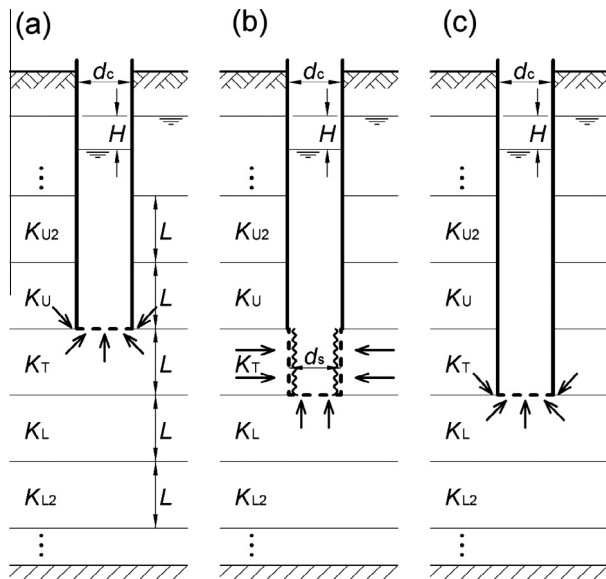 (a) (b) (c)
dc dc dc
H H H
KU2 L KU2 KU2
KU L KU KU
KT L KT ds KT
KL L KL KL
KL2 L KL2 KL2